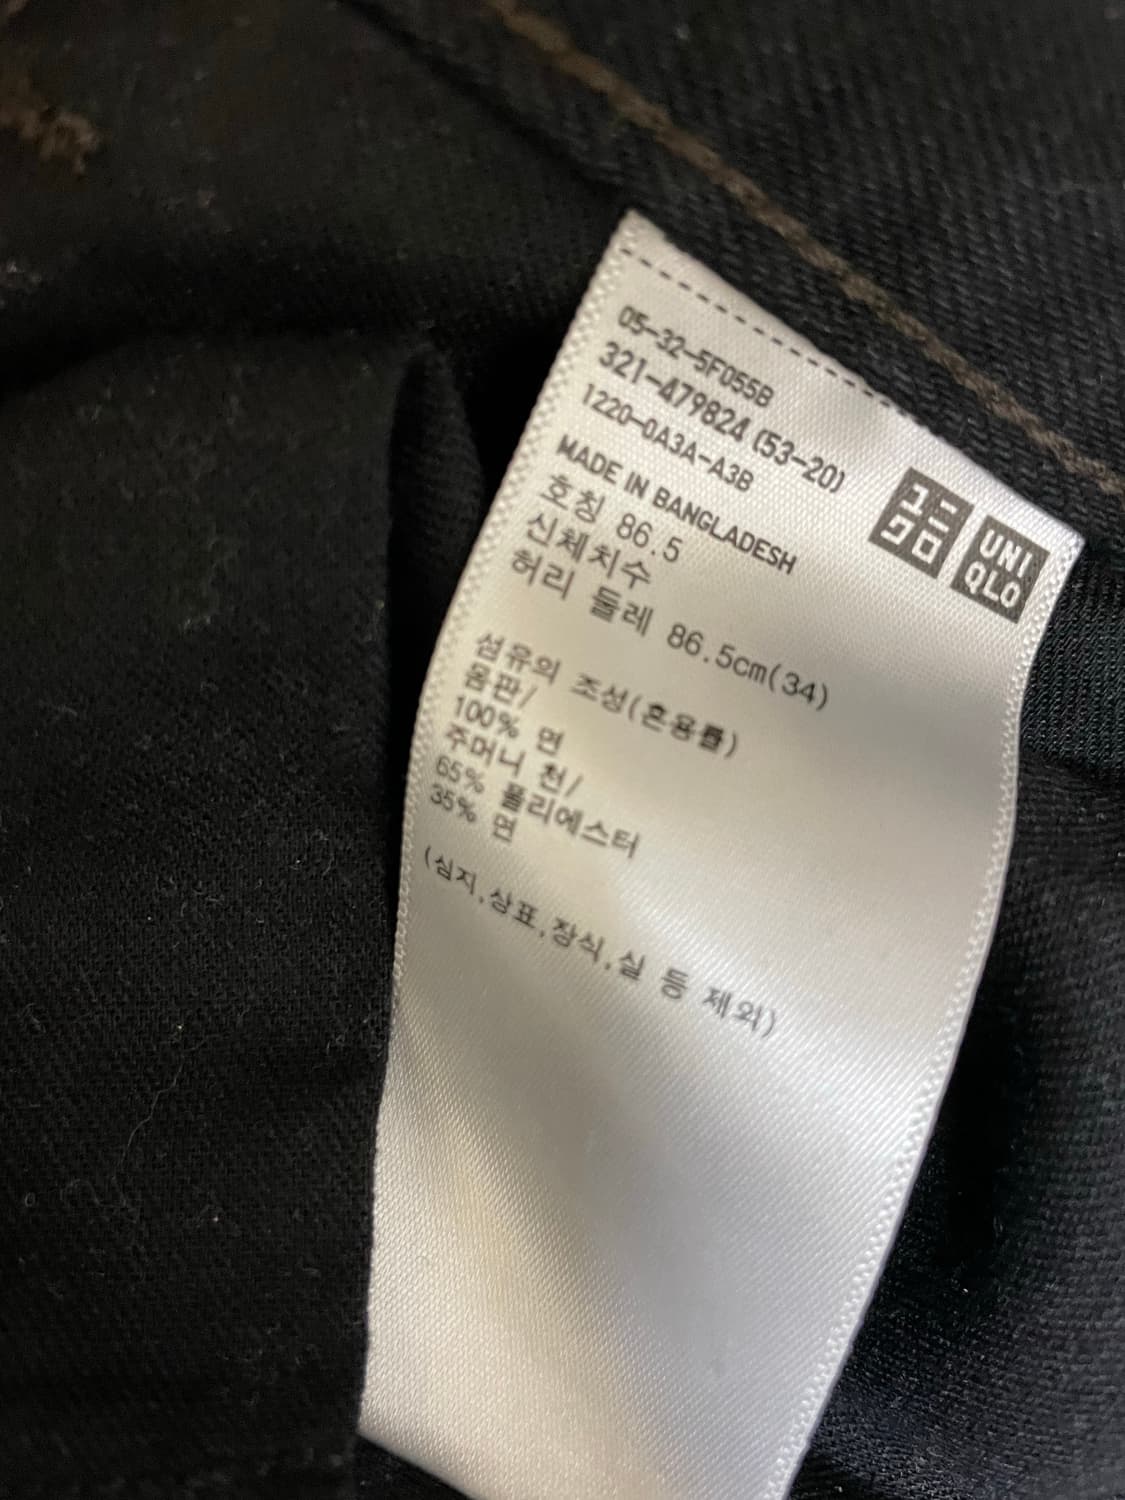 05-32-5F055B
321-479824 (53-20)
1220-0A3A-A3B
MADE IN BANGLADESH
호칭 86.5
신체치수
허리 둘레 86.5cm(34)
섬유의 조성(혼용률)
몸판/
100% 면
주머니 천/
65% 폴리에스터
35% 면
(심지,상표,장식,실 등 제외)
ユニ
クロ
UNI
QLO